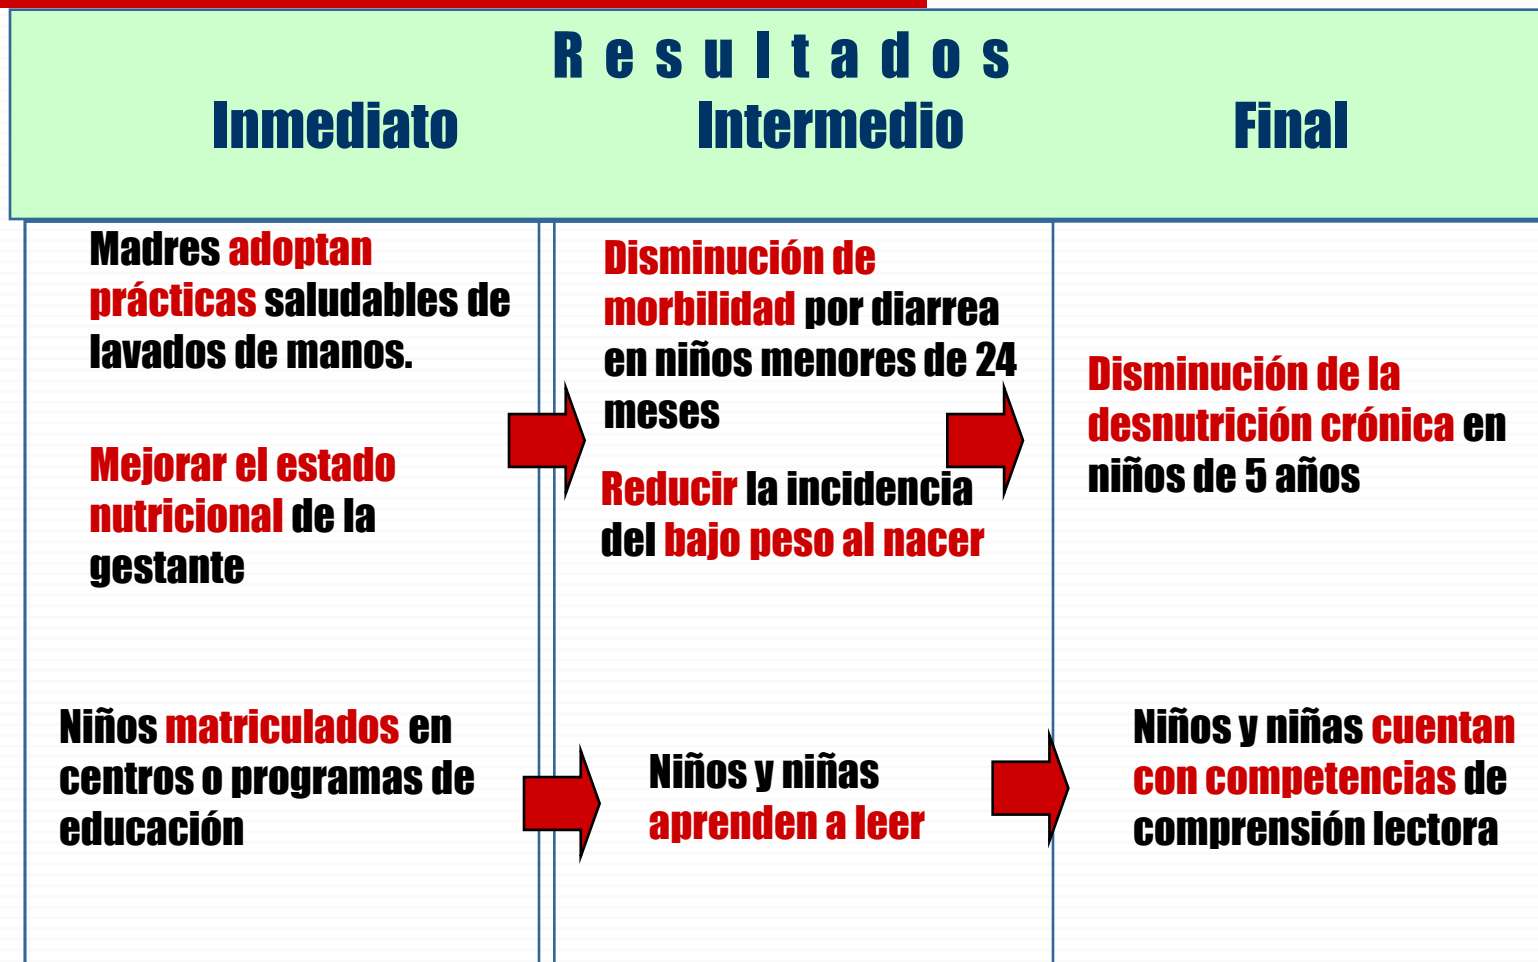 Resultados
Inmediato Intermedio Final
Madres adoptan
prácticas saludables de
lavados de manos.
Mejorar el estado
nutricional de la
gestante
Disminución de
morbilidad por diarrea
en niños menores de 24
meses
Reducir la incidencia
del bajo peso al nacer
Disminución de la
desnutrición crónica en
niños de 5 años
Niños matriculados en
centros o programas de
educación
Niños y niñas
aprenden a leer
Niños y niñas cuentan
con competencias de
comprensión lectora